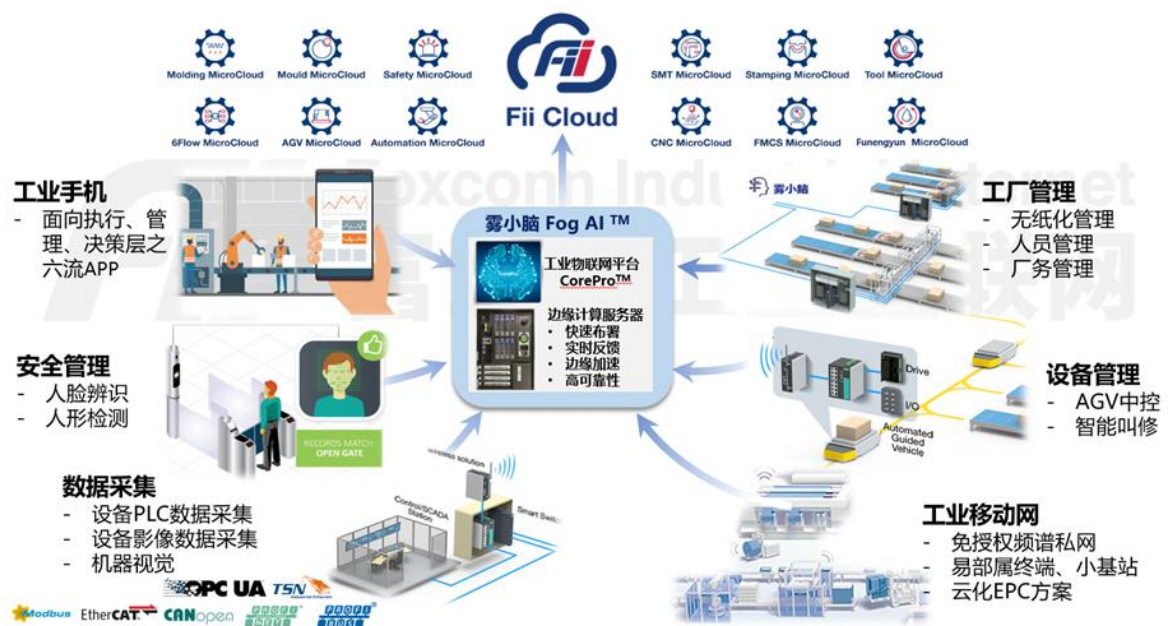 Fii
Fii Cloud
Molding MicroCloud
Mould MicroCloud
Safety MicroCloud
SMT MicroCloud
Stamping MicroCloud
Tool MicroCloud
6Flow MicroCloud
AGV MicroCloud
Automation MicroCloud
CNC MicroCloud
FMCS MicroCloud
Funengyun MicroCloud
工业手机
- 面向执行、管
理、决策层之
六流APP
雾小脑 Fog AI ™
工业物联网平台
CorePro™
边缘计算服务器
• 快速布署
• 实时反馈
• 边缘加速
• 高可靠性
雾小脑
工厂管理
- 无纸化管理
- 人员管理
- 厂务管理
安全管理
- 人脸辨识
- 人形检测
RECORDS MATCH
OPEN GATE
Drive
I/O
Automated
Guided
Vehicle
设备管理
- AGV中控
- 智能叫修
数据采集
- 设备PLC数据采集
- 设备影像数据采集
- 机器视觉
wireless solution
Control/SCADA
Station
Smart Switc
OPC UA
TSN
Modbus
EtherCAT
CANopen
PROFI
NET
PROFI
BUS
工业移动网
- 免授权频谱私网
- 易部属终端、小基站
- 云化EPC方案